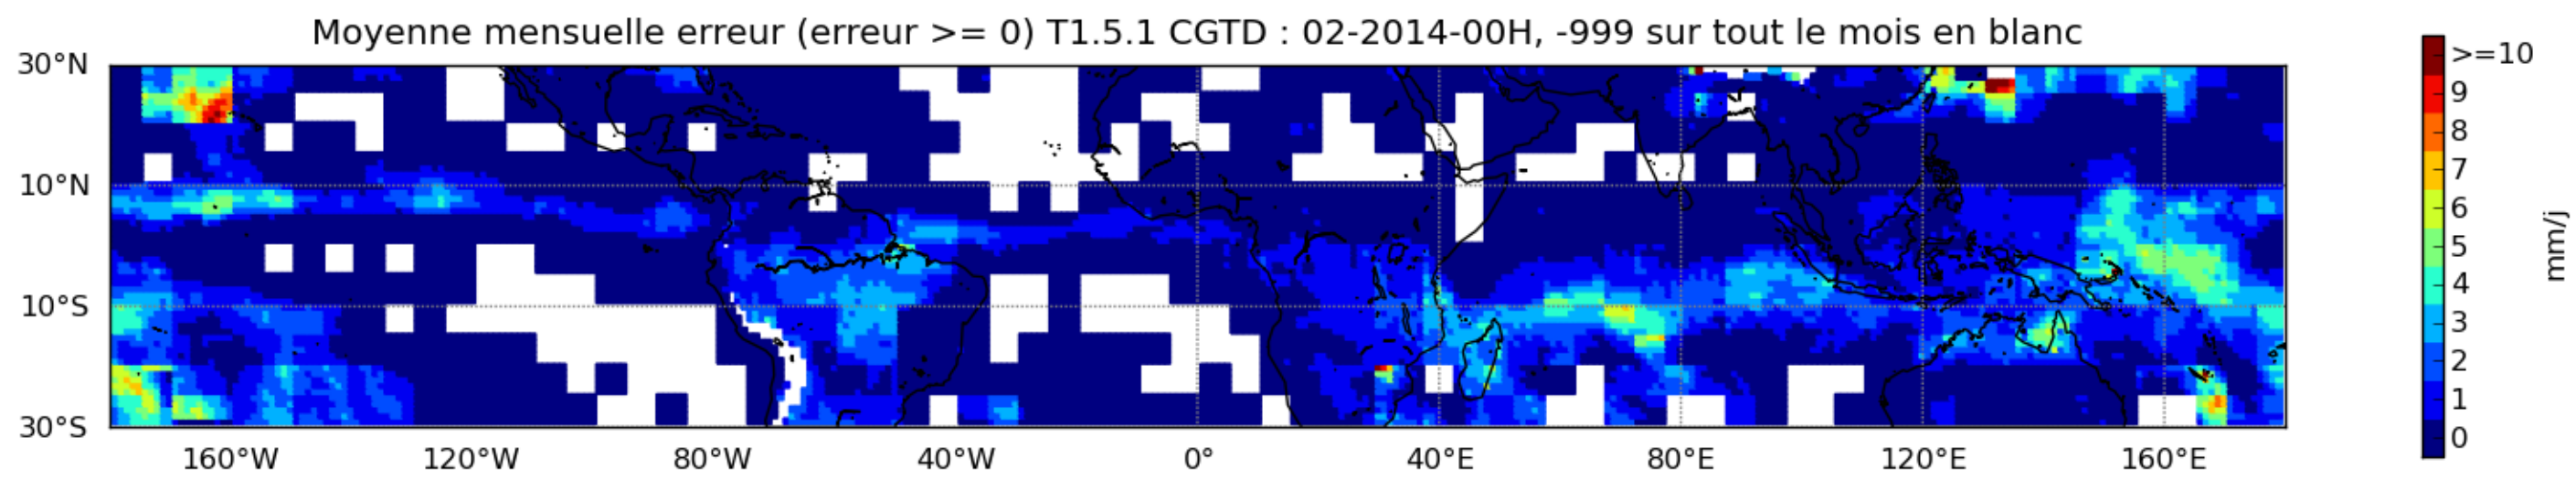 Moyenne mensuelle erreur (erreur >= 0) T1.5.1 CGTD : 02-2014-00H, -999 sur tout le mois en blanc
30°N
10°N
10°S
30°S
160°W 120°W 80°W 40°W 0° 40°E 80°E 120°E 160°E
>=10
9
8
7
6
5
4
3
2
1
0
mm/j